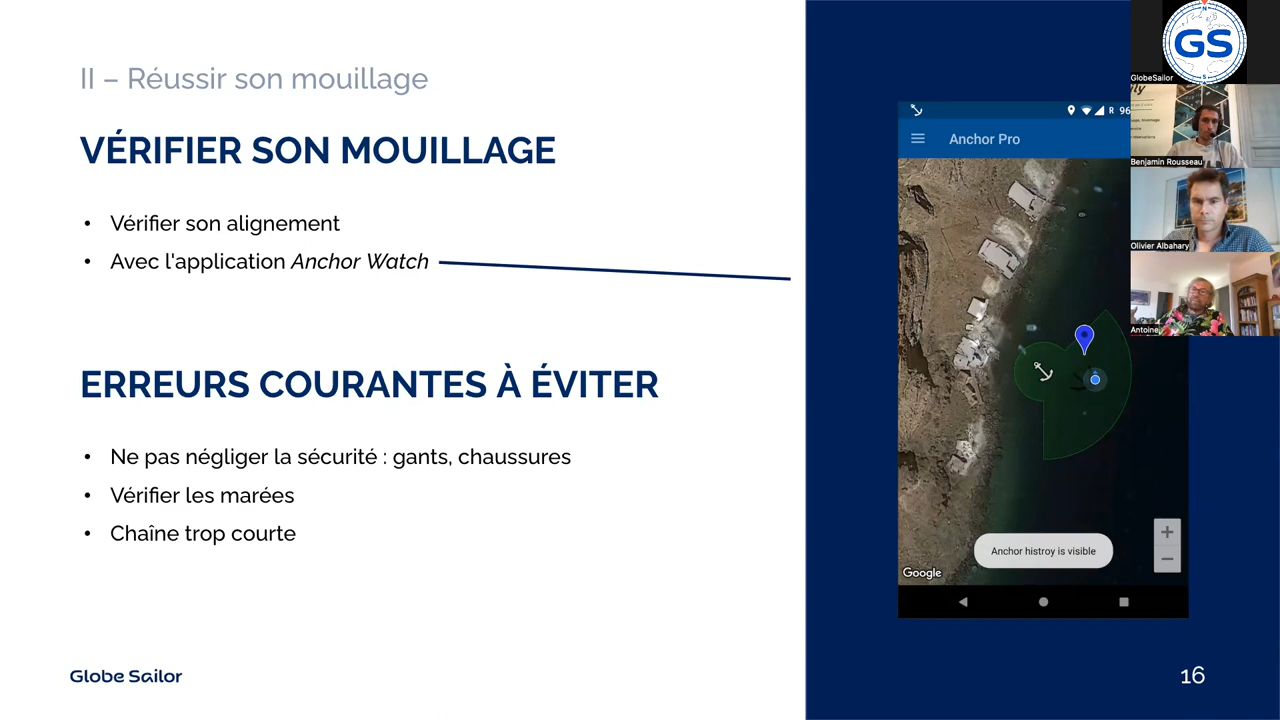 II – Réussir son mouillage
VÉRIFIER SON MOUILLAGE
• Vérifier son alignement
• Avec l'application Anchor Watch
ERREURS COURANTES À ÉVITER
• Ne pas négliger la sécurité : gants, chaussures
• Vérifier les marées
• Chaîne trop courte
Globe Sailor
R 96
Anchor Pro
Anchor histroy is visible
Google
16
N
GS
S
GlobeSailor
Benjamin Rousseau
Olivier Albahary
Antoine